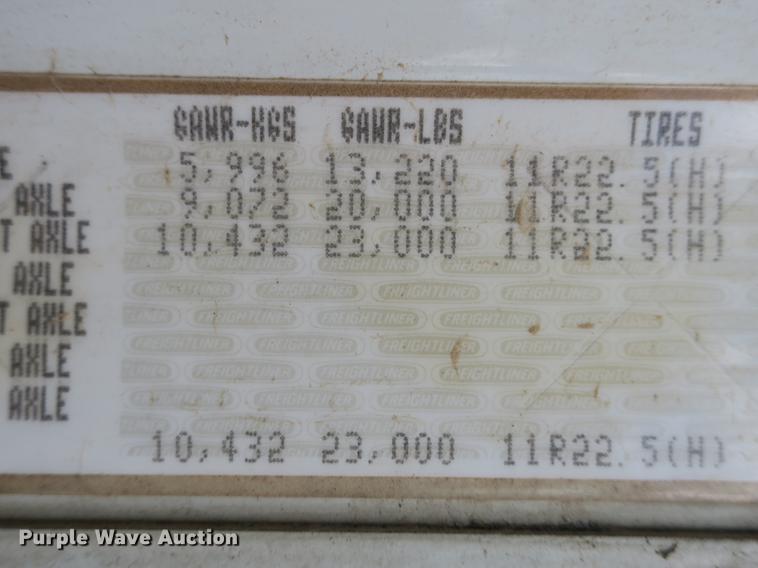 GAWR-KGS GAWR-LBS TIRES
E 5,996 13,220 11R22.5(H)
AXLE 9,072 20,000 11R22.5(H)
T AXLE 10,432 23,000 11R22.5(H)
AXLE
T AXLE
AXLE
AXLE
10,432 23,000 11R22.5(H)
FREIGHTLINER
Purple Wave Auction